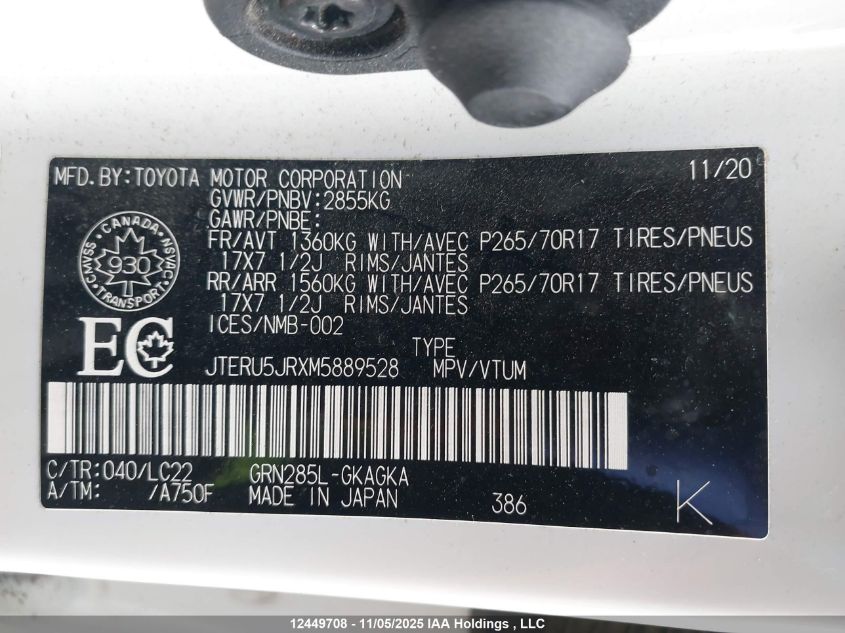 MFD.BY:TOYOTA MOTOR CORPORATION 11/20
GVWR/PNBV:2855KG
GAWR/PNBE:
FR/AVT 1360KG WITH/AVEC P265/70R17 TIRES/PNEUS
17X7 1/2J RIMS/JANTES
RR/ARR 1560KG WITH/AVEC P265/70R17 TIRES/PNEUS
17X7 1/2J RIMS/JANTES
ICES/NMB-002
CANADA
CMVSS 930 NSVAC
TRANSPORT
EC
TYPE
JTERU5JRXM5889528 MPV/VTUM
C/TR:040/LC22 GRN285L-GKAGKA
A/TM: /A750F MADE IN JAPAN 386 K
12449708 - 11/05/2025 IAA Holdings , LLC